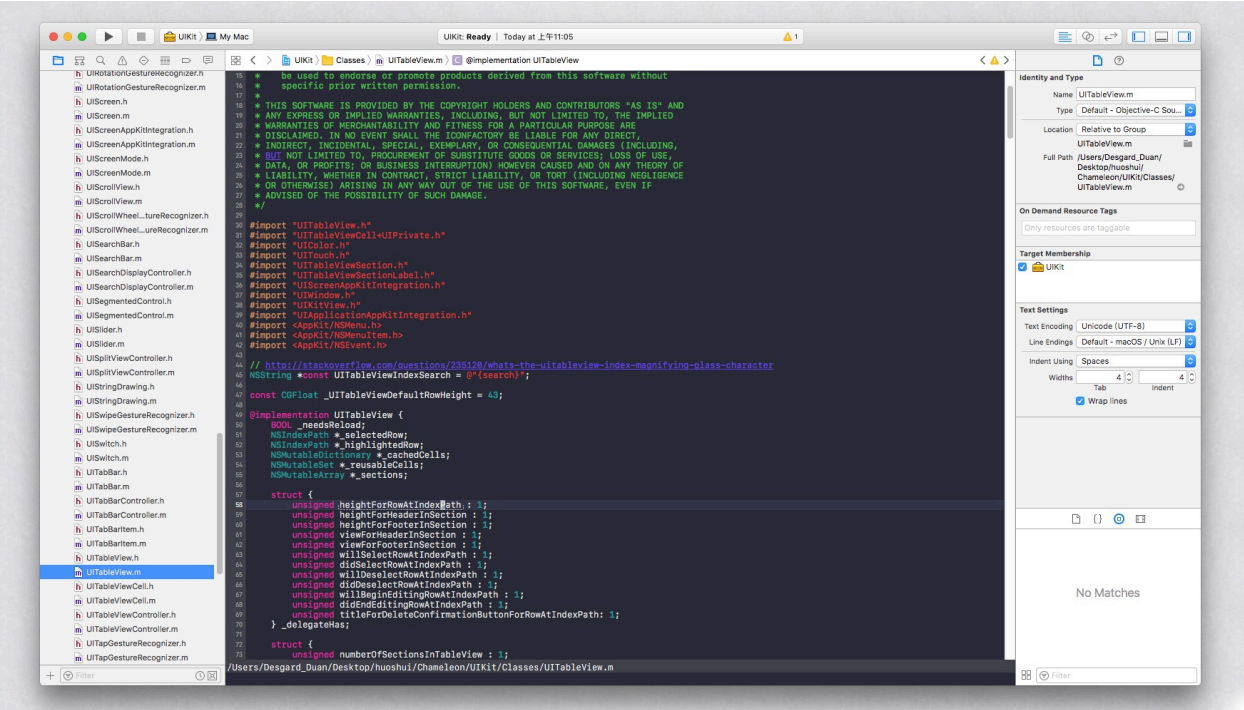 UIKit › My Mac
UIKit: Ready | Today at 上午11:05
1
UIKit › Classes › UITableView.m › @implementation UITableView
UIRotationGestureRecognizer.h
UIRotationGestureRecognizer.m
UIScreen.h
UIScreen.m
UIScreenAppKitIntegration.h
UIScreenAppKitIntegration.m
UIScreenMode.h
UIScreenMode.m
UIScrollView.h
UIScrollView.m
UIScrollWheel...tureRecognizer.h
UIScrollWheel...ureRecognizer.m
UISearchBar.h
UISearchBar.m
UISearchDisplayController.h
UISearchDisplayController.m
UISegmentedControl.h
UISegmentedControl.m
UISlider.h
UISlider.m
UISplitViewController.h
UISplitViewController.m
UIStringDrawing.h
UIStringDrawing.m
UISwipeGestureRecognizer.h
UISwipeGestureRecognizer.m
UISwitch.h
UISwitch.m
UITabBar.h
UITabBar.m
UITabBarController.h
UITabBarController.m
UITabBarItem.h
UITabBarItem.m
UITableView.h
UITableView.m
UITableViewCell.h
UITableViewCell.m
UITableViewController.h
UITableViewController.m
UITapGestureRecognizer.h
UITapGestureRecognizer.m
Filter
15 * be used to endorse or promote products derived from this software without
16 * specific prior written permission.
17 *
18 * THIS SOFTWARE IS PROVIDED BY THE COPYRIGHT HOLDERS AND CONTRIBUTORS "AS IS" AND
19 * ANY EXPRESS OR IMPLIED WARRANTIES, INCLUDING, BUT NOT LIMITED TO, THE IMPLIED
20 * WARRANTIES OF MERCHANTABILITY AND FITNESS FOR A PARTICULAR PURPOSE ARE
21 * DISCLAIMED. IN NO EVENT SHALL THE ICONFACTORY BE LIABLE FOR ANY DIRECT,
22 * INDIRECT, INCIDENTAL, SPECIAL, EXEMPLARY, OR CONSEQUENTIAL DAMAGES (INCLUDING,
23 * BUT NOT LIMITED TO, PROCUREMENT OF SUBSTITUTE GOODS OR SERVICES; LOSS OF USE,
24 * DATA, OR PROFITS; OR BUSINESS INTERRUPTION) HOWEVER CAUSED AND ON ANY THEORY OF
25 * LIABILITY, WHETHER IN CONTRACT, STRICT LIABILITY, OR TORT (INCLUDING NEGLIGENCE
26 * OR OTHERWISE) ARISING IN ANY WAY OUT OF THE USE OF THIS SOFTWARE, EVEN IF
27 * ADVISED OF THE POSSIBILITY OF SUCH DAMAGE.
28 */
29
30 #import "UITableView.h"
31 #import "UITableViewCell+UIPrivate.h"
32 #import "UIColor.h"
33 #import "UITouch.h"
34 #import "UITableViewSection.h"
35 #import "UITableViewSectionLabel.h"
36 #import "UIScreenAppKitIntegration.h"
37 #import "UIWindow.h"
38 #import "UIKitView.h"
39 #import "UIApplicationAppKitIntegration.h"
40 #import <AppKit/NSMenu.h>
41 #import <AppKit/NSMenuItem.h>
42 #import <AppKit/NSEvent.h>
43
44 // http://stackoverflow.com/questions/235120/whats-the-uitableview-index-magnifying-glass-character
45 NSString *const UITableViewIndexSearch = @"{search}";
46
47 const CGFloat _UITableViewDefaultRowHeight = 43;
48
49 @implementation UITableView {
50 BOOL _needsReload;
51 NSIndexPath *_selectedRow;
52 NSIndexPath *_highlightedRow;
53 NSMutableDictionary *_cachedCells;
54 NSMutableSet *_reusableCells;
55 NSMutableArray *_sections;
56
57 struct {
58 unsigned heightForRowAtIndexPath : 1;
59 unsigned heightForHeaderInSection : 1;
60 unsigned heightForFooterInSection : 1;
61 unsigned viewForHeaderInSection : 1;
62 unsigned viewForFooterInSection : 1;
63 unsigned willSelectRowAtIndexPath : 1;
64 unsigned didSelectRowAtIndexPath : 1;
65 unsigned willDeselectRowAtIndexPath : 1;
66 unsigned didDeselectRowAtIndexPath : 1;
67 unsigned willBeginEditingRowAtIndexPath : 1;
68 unsigned didEndEditingRowAtIndexPath : 1;
69 unsigned titleForDeleteConfirmationButtonForRowAtIndexPath: 1;
70 } _delegateHas;
71
72 struct {
73 unsigned numberOfSectionsInTableView : 1;
/Users/Desgard_Duan/Desktop/huoshui/Chameleon/UIKit/Classes/UITableView.m
Identity and Type
Name UITableView.m
Type Default - Objective-C Sou...
Location Relative to Group
UITableView.m
Full Path /Users/Desgard_Duan/
Desktop/huoshui/
Chameleon/UIKit/Classes/
UITableView.m
On Demand Resource Tags
Only resources are taggable
Target Membership
UIKit
Text Settings
Text Encoding Unicode (UTF-8)
Line Endings Default - macOS / Unix (LF)
Indent Using Spaces
Widths 4 4
Tab Indent
Wrap lines
No Matches
Filter